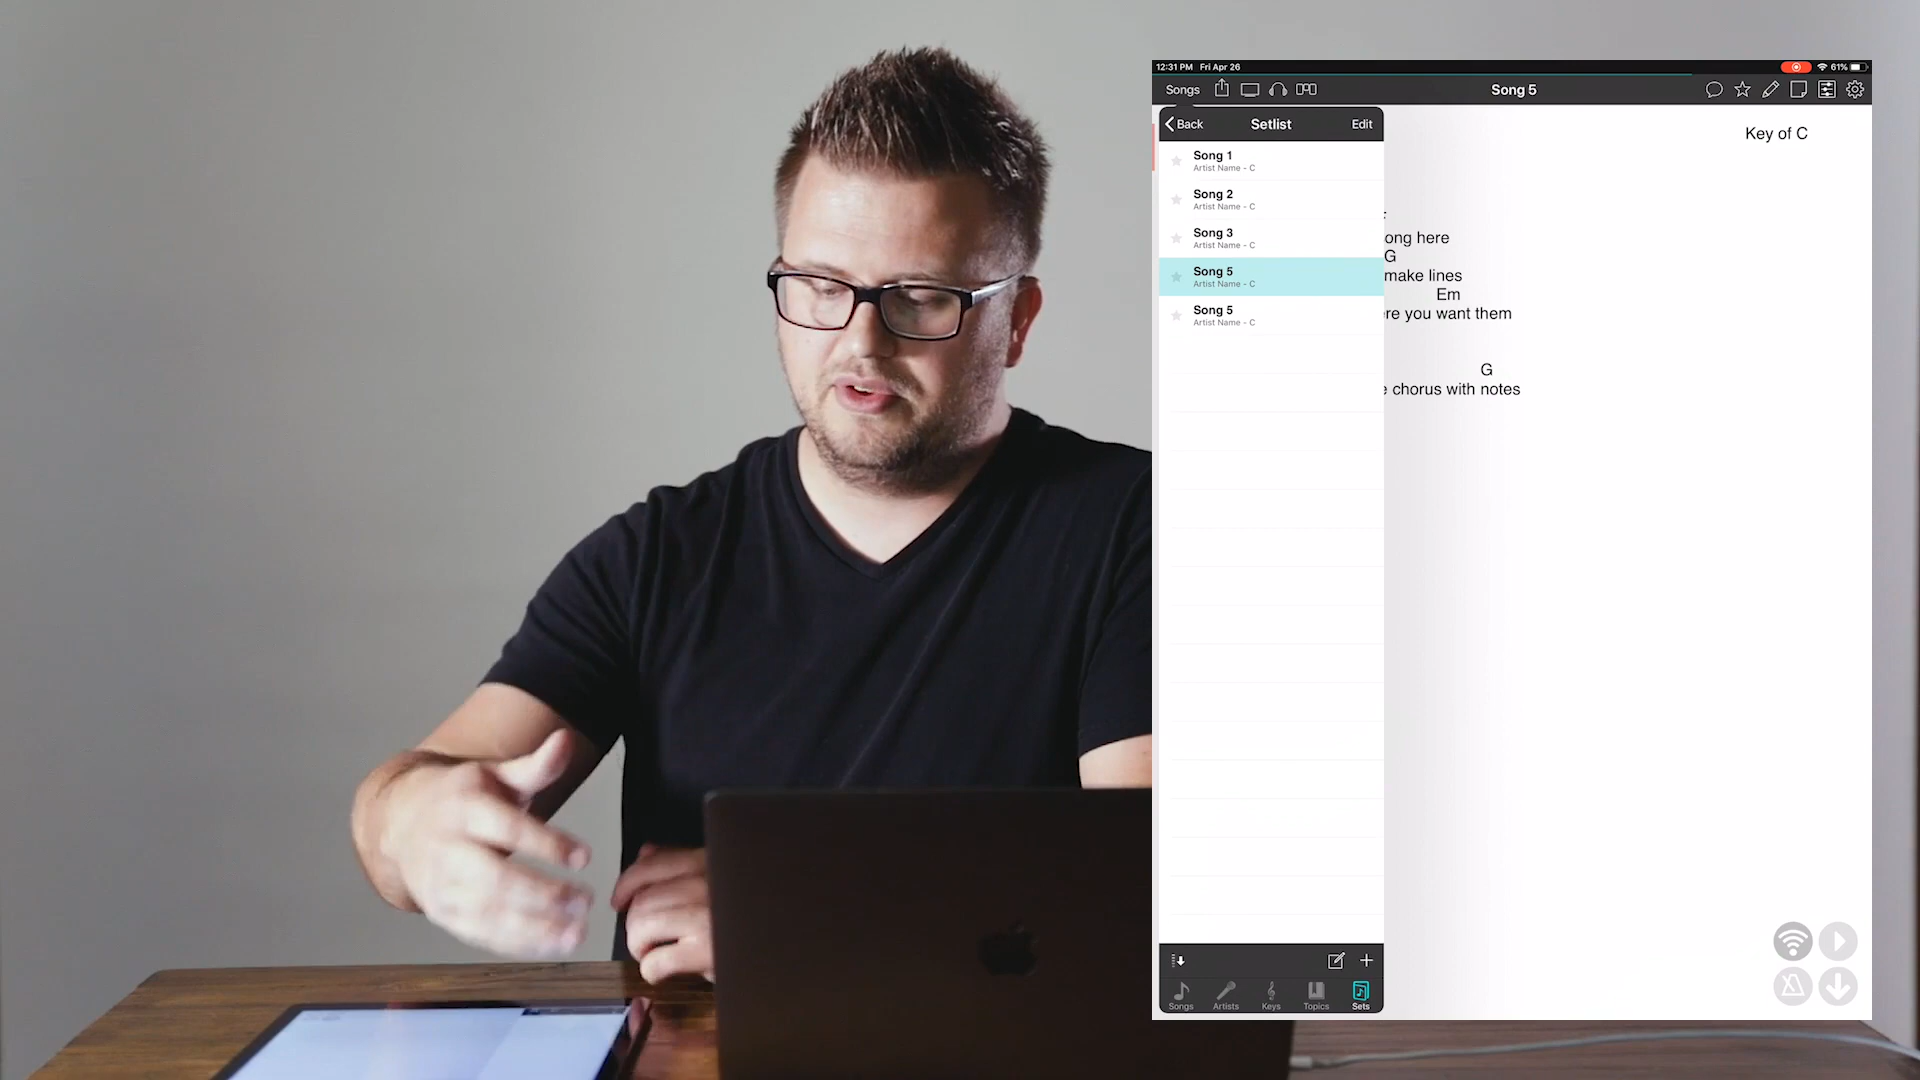 12:31 PM Fri Apr 26
61%
Songs
Song 5
Back
Setlist
Edit
Key of C
Song 1
Artist Name - C
Song 2
Artist Name - C
Song 3
Artist Name - C
Song 5
Artist Name - C
Song 5
Artist Name - C
ong here
G
make lines
Em
re you want them
G
chorus with notes
Songs
Artists
Keys
Topics
Sets